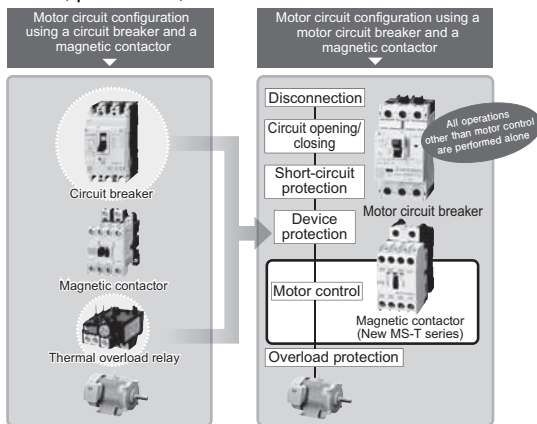 Motor circuit configuration
using a circuit breaker and a
magnetic contactor
Circuit breaker
Magnetic contactor
Thermal overload relay
Motor circuit configuration using a
motor circuit breaker and a
magnetic contactor
Disconnection
Circuit opening/
closing
Short-circuit
protection
Device
protection
Motor control
Overload protection
All operations
other than motor control
are performed alone
Motor circuit breaker
Magnetic contactor
(New MS-T series)